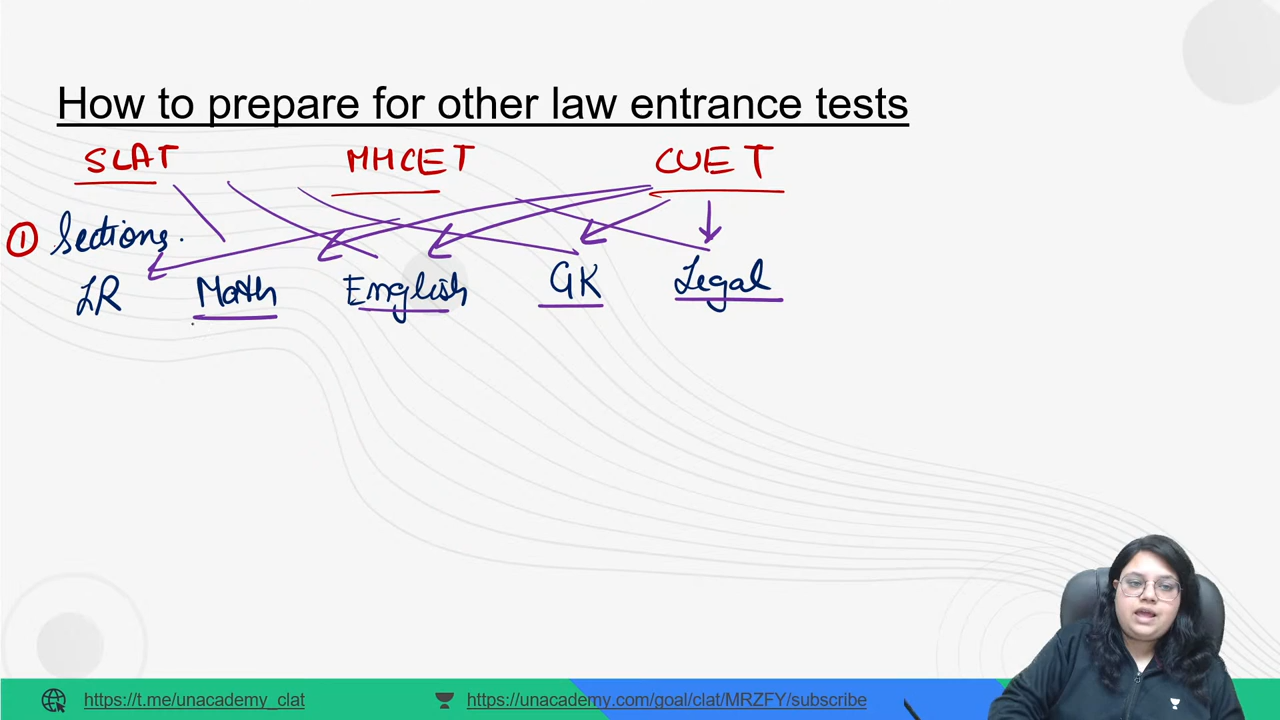 How to prepare for other law entrance tests
SLAT MHCET CUET
① Sections.
LR Math English GK Legal
https://t.me/unacademy_clat https://unacademy.com/goal/clat/MRZFY/subscribe